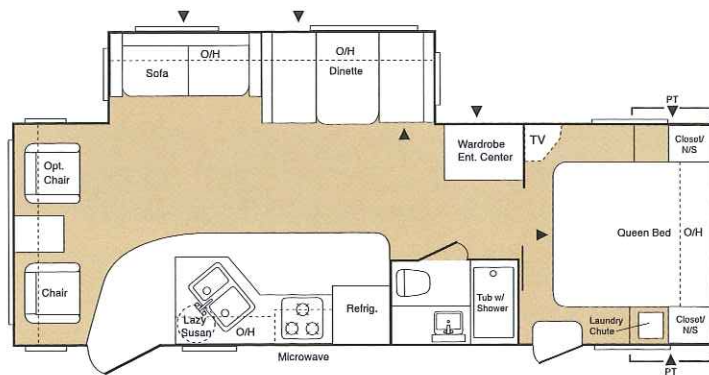 PT
O/H
O/H
Sofa
Dinette
Wardrobe
Ent. Center
TV
Closet/
N/S
Opt.
Chair
Queen Bed
O/H
Chair
Lazy
Susan
O/H
Refrig.
Tub w/
Shower
Laundry
Chute
Closet/
N/S
Microwave
PT